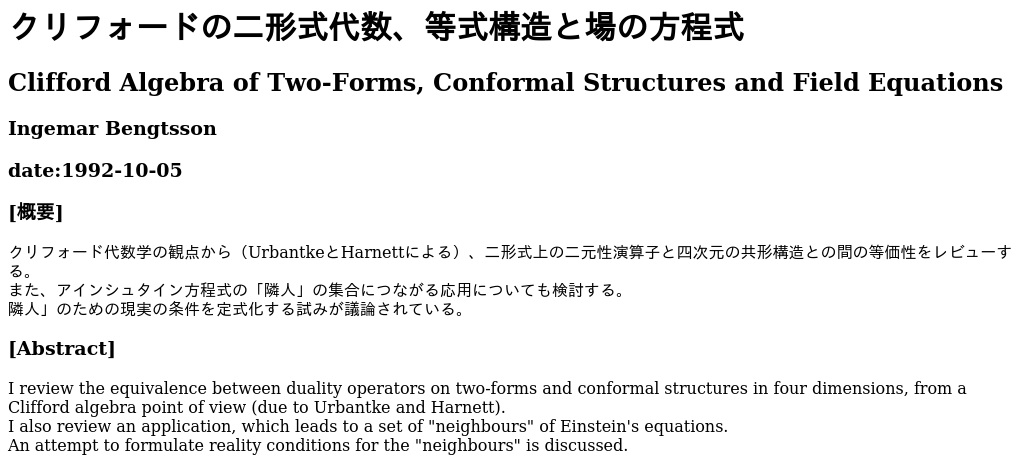 クリフォードの二形式代数、等式構造と場の方程式
Clifford Algebra of Two-Forms, Conformal Structures and Field Equations
Ingemar Bengtsson
date:1992-10-05
[概要]
クリフォード代数学の観点から（UrbantkeとHarnettによる）、二形式上の二元性演算子と四次元の共形構造との間の等価性をレビューす
る。
また、アインシュタイン方程式の「隣人」の集合につながる応用についても検討する。
隣人」のための現実の条件を定式化する試みが議論されている。
[Abstract]
I review the equivalence between duality operators on two-forms and conformal structures in four dimensions, from a
Clifford algebra point of view (due to Urbantke and Harnett).
I also review an application, which leads to a set of "neighbours" of Einstein's equations.
An attempt to formulate reality conditions for the "neighbours" is discussed.